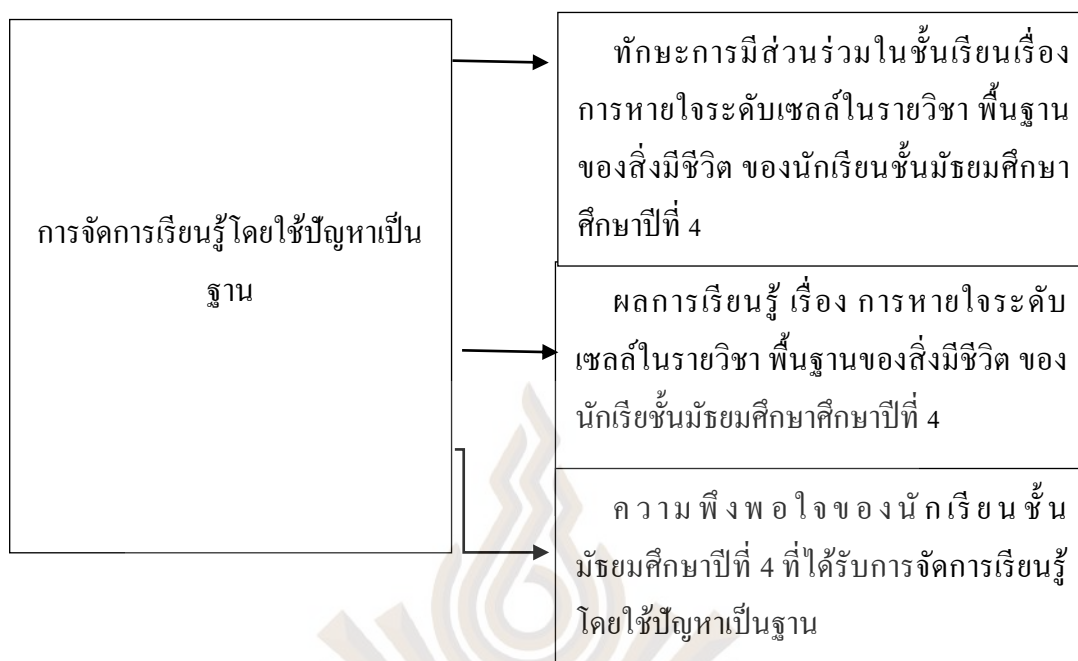 การจัดการเรียนรู้โดยใช้ปัญหาเป็น
ฐาน
ทักษะการมีส่วนร่วมในชั้นเรียนเรื่อง
การหายใจระดับเซลล์ในรายวิชา พื้นฐาน
ของสิ่งมีชีวิต ของนักเรียนชั้นมัธยมศึกษา
ศึกษาปีที่ 4
ผลการเรียนรู้ เรื่อง การหายใจระดับ
เซลล์ในรายวิชา พื้นฐานของสิ่งมีชีวิต ของ
นักเรียชั้นมัธยมศึกษาศึกษาปีที่ 4
ความพึงพอใจของนักเรียนชั้น
มัธยมศึกษาปีที่ 4 ที่ได้รับการจัดการเรียนรู้
โดยใช้ปัญหาเป็นฐาน